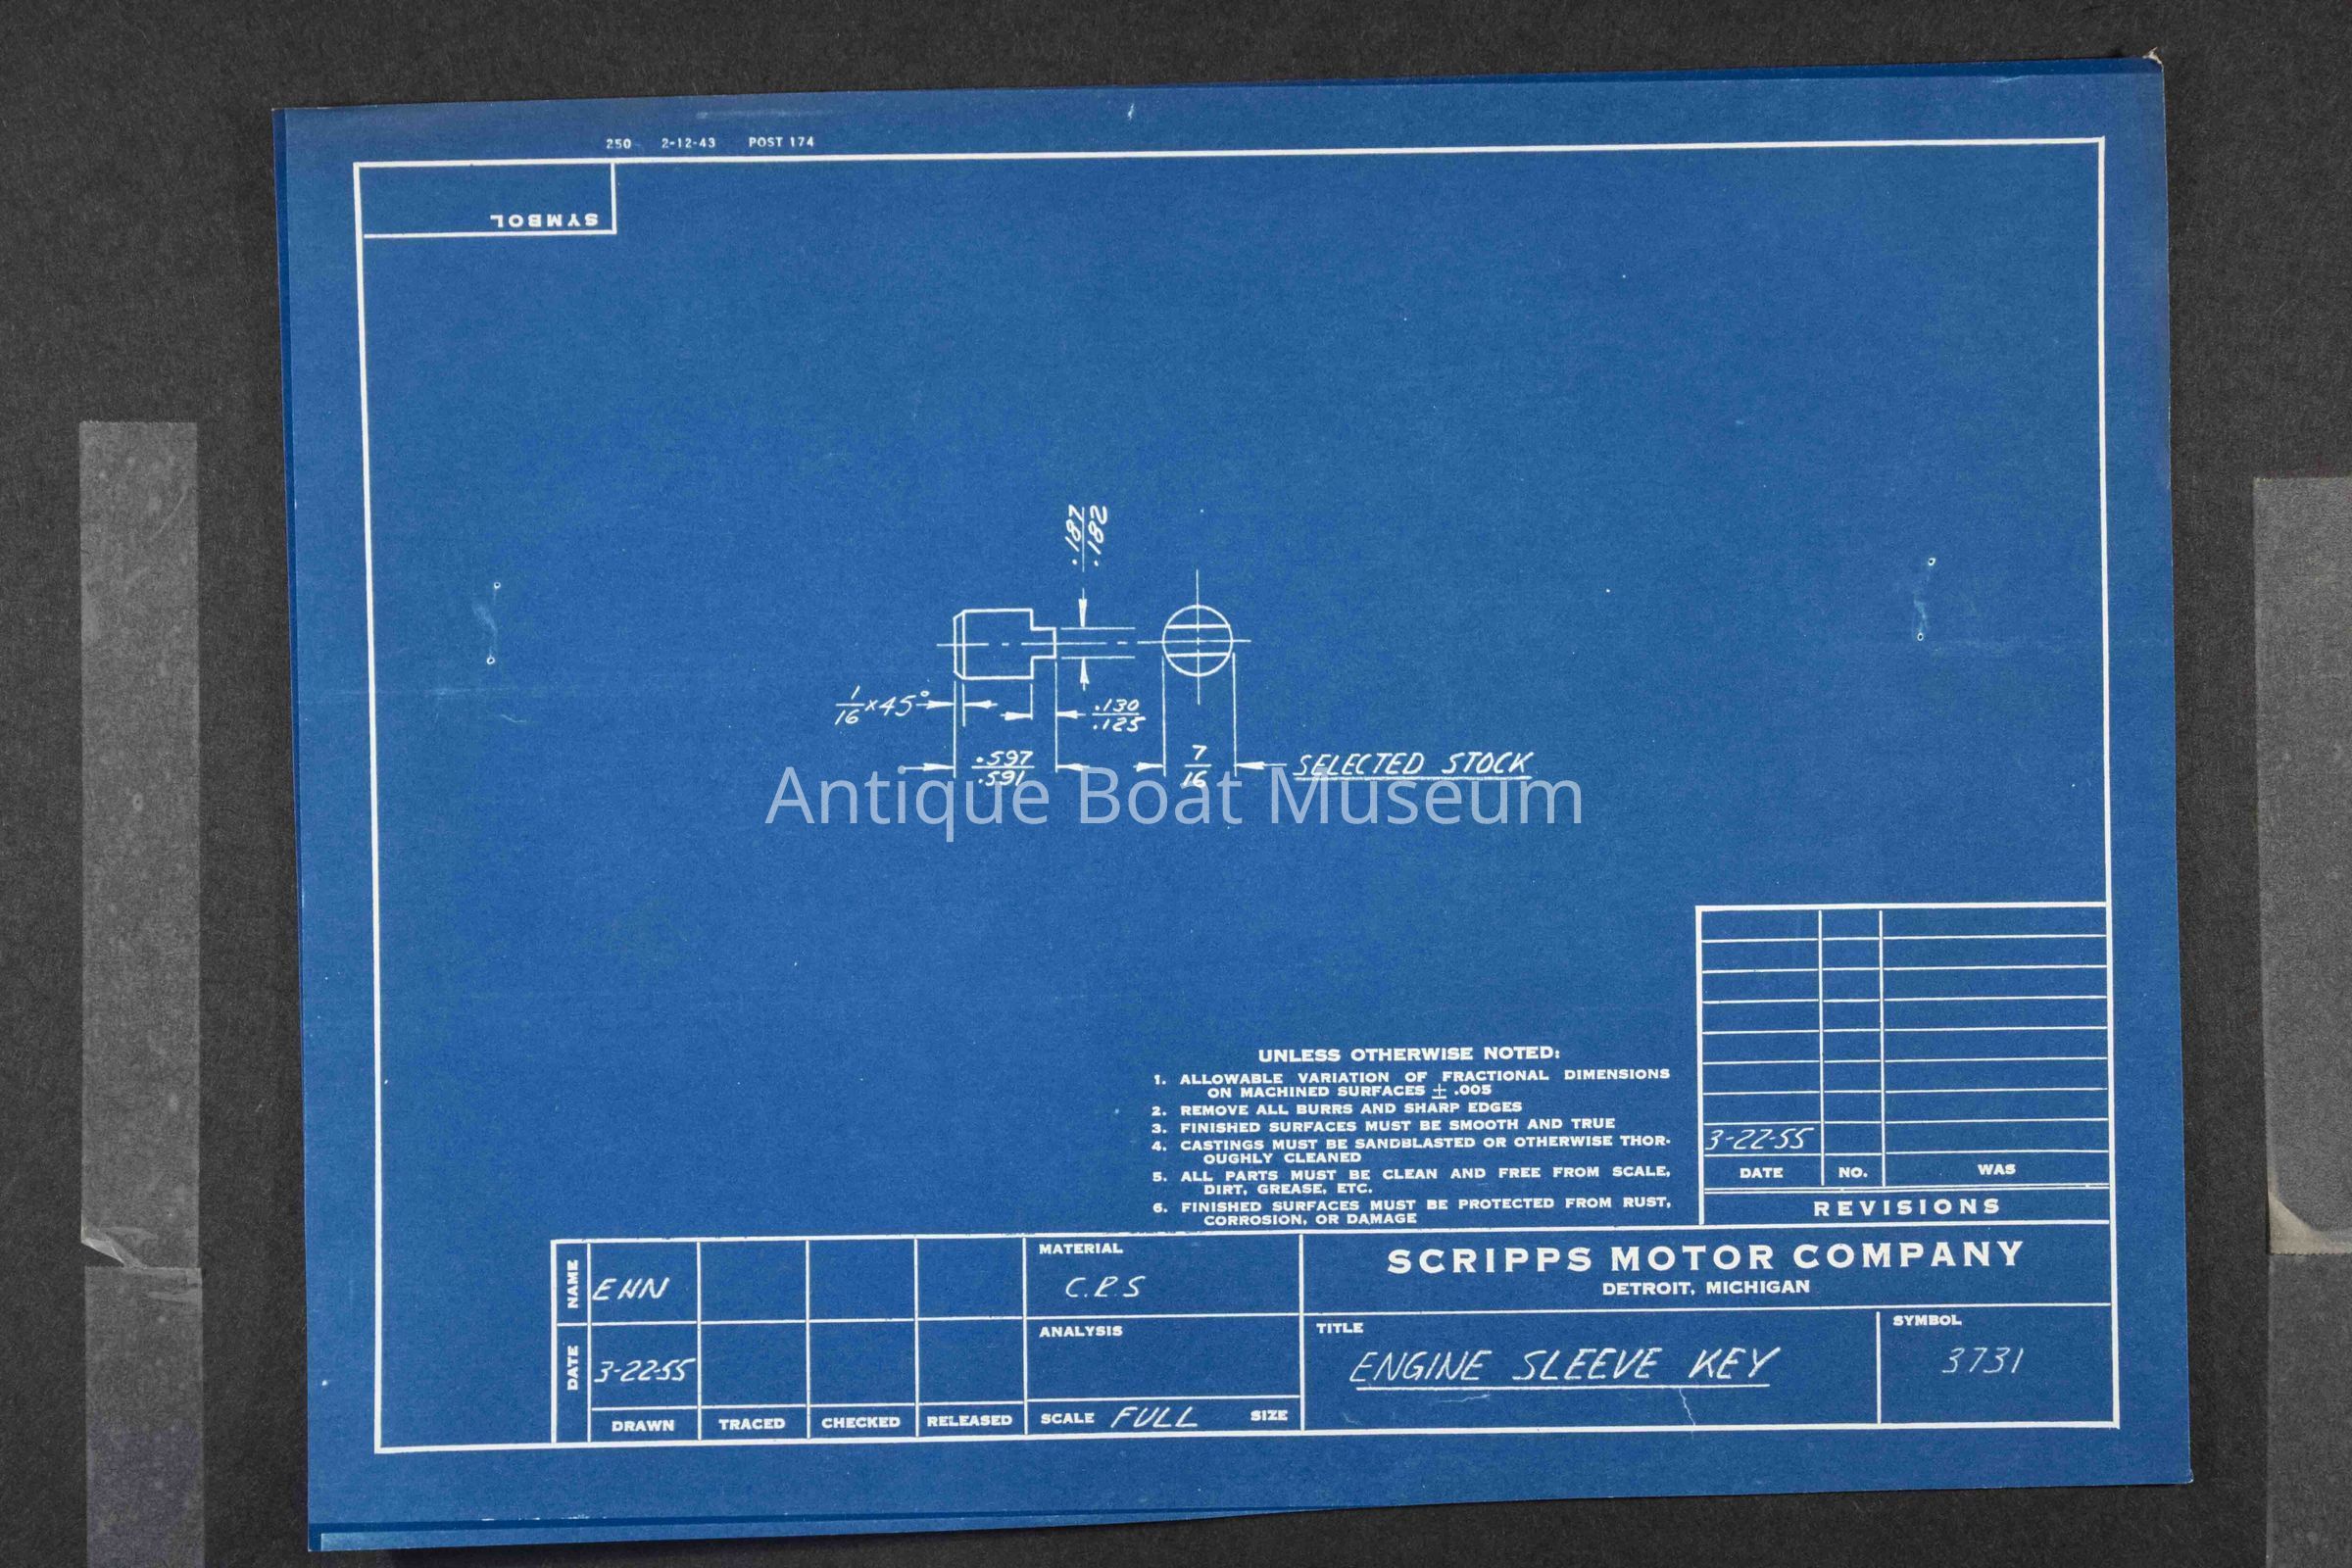 250 2-12-43 POST 174
SYMBOL
.187
.182
1/16 x 45°
.130
.125
.597
.591
7/16
SELECTED STOCK
Antique Boat Museum
UNLESS OTHERWISE NOTED:
1. ALLOWABLE VARIATION OF FRACTIONAL DIMENSIONS
ON MACHINED SURFACES ± .005
2. REMOVE ALL BURRS AND SHARP EDGES
3. FINISHED SURFACES MUST BE SMOOTH AND TRUE
4. CASTINGS MUST BE SANDBLASTED OR OTHERWISE THOR-
OUGHLY CLEANED
5. ALL PARTS MUST BE CLEAN AND FREE FROM SCALE,
DIRT, GREASE, ETC.
6. FINISHED SURFACES MUST BE PROTECTED FROM RUST,
CORROSION, OR DAMAGE
3-22-55
DATE NO. WAS
REVISIONS
NAME EHN
DATE 3-22-55
DRAWN TRACED CHECKED RELEASED
MATERIAL
C.R.S
ANALYSIS
SCALE FULL SIZE
SCRIPPS MOTOR COMPANY
DETROIT, MICHIGAN
TITLE
ENGINE SLEEVE KEY
SYMBOL
3731